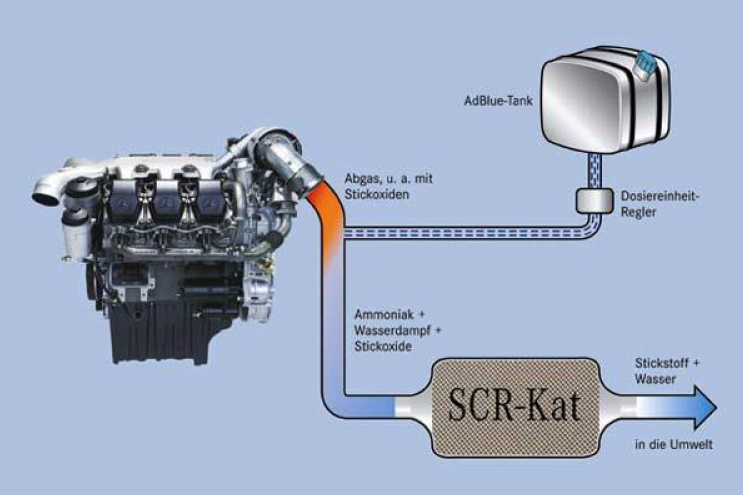 AdBlue-Tank
Abgas, u. a. mit
Stickoxiden
Dosiereinheit-
Regler
Ammoniak +
Wasserdampf +
Stickoxide
SCR-Kat
Stickstoff +
Wasser
in die Umwelt